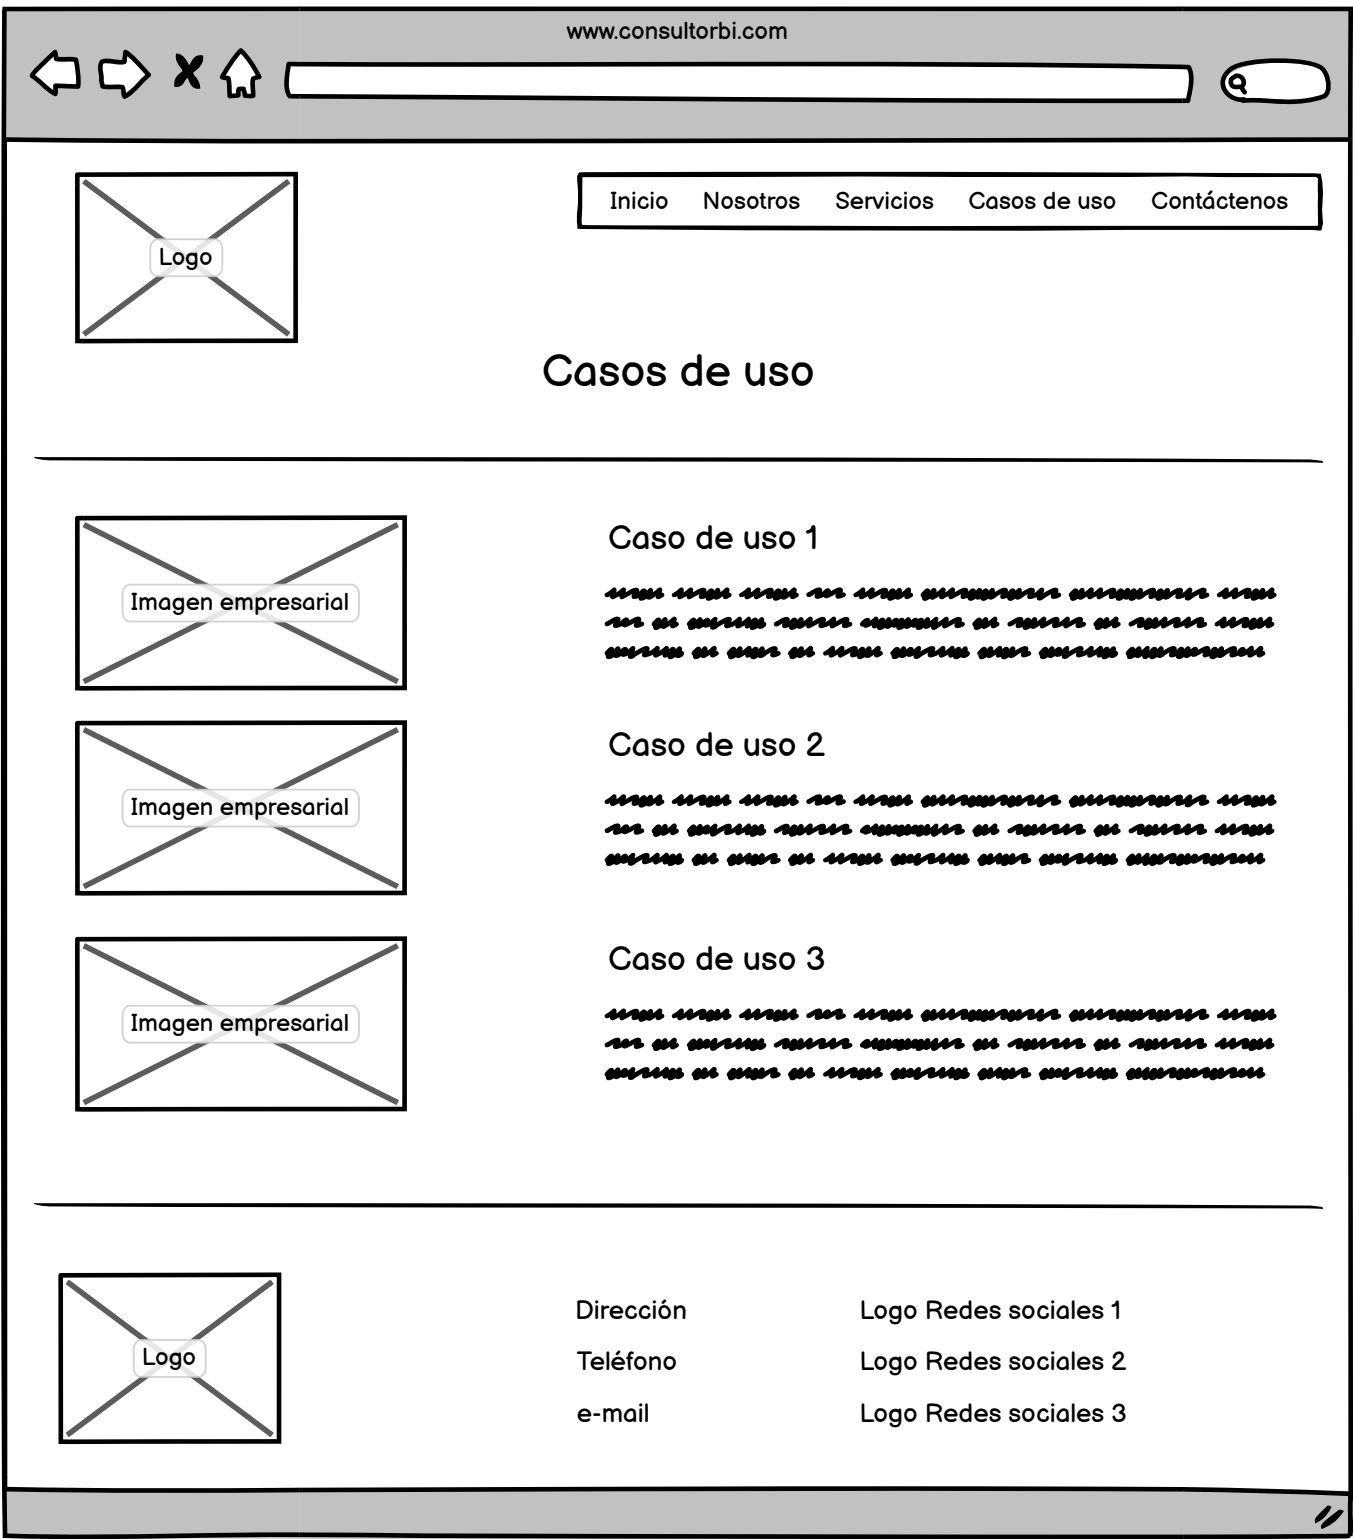 www.consultorbi.com
Inicio Nosotros Servicios Casos de uso Contáctenos
Logo
Casos de uso
Imagen empresarial
Caso de uso 1
Imagen empresarial
Caso de uso 2
Imagen empresarial
Caso de uso 3
Logo
Dirección
Teléfono
e-mail
Logo Redes sociales 1
Logo Redes sociales 2
Logo Redes sociales 3